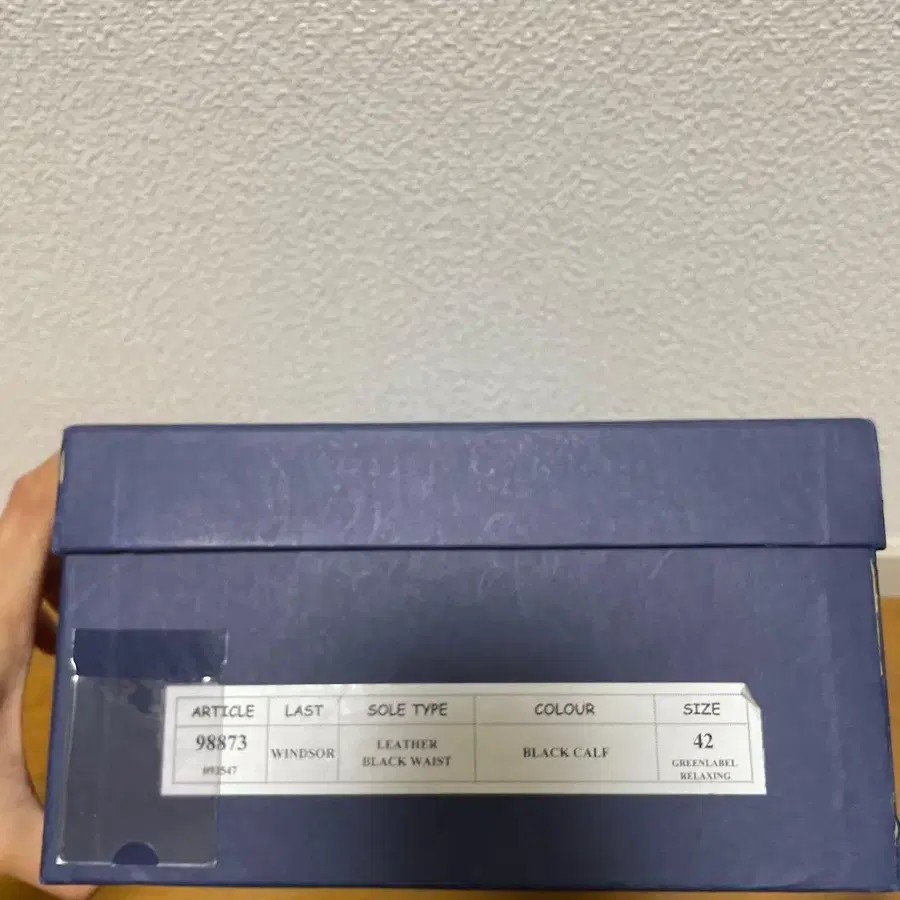 ARTICLE LAST SOLE TYPE COLOUR SIZE
98873 WINDSOR LEATHER BLACK WAIST BLACK CALF 42
GREENLABEL
RELAXING